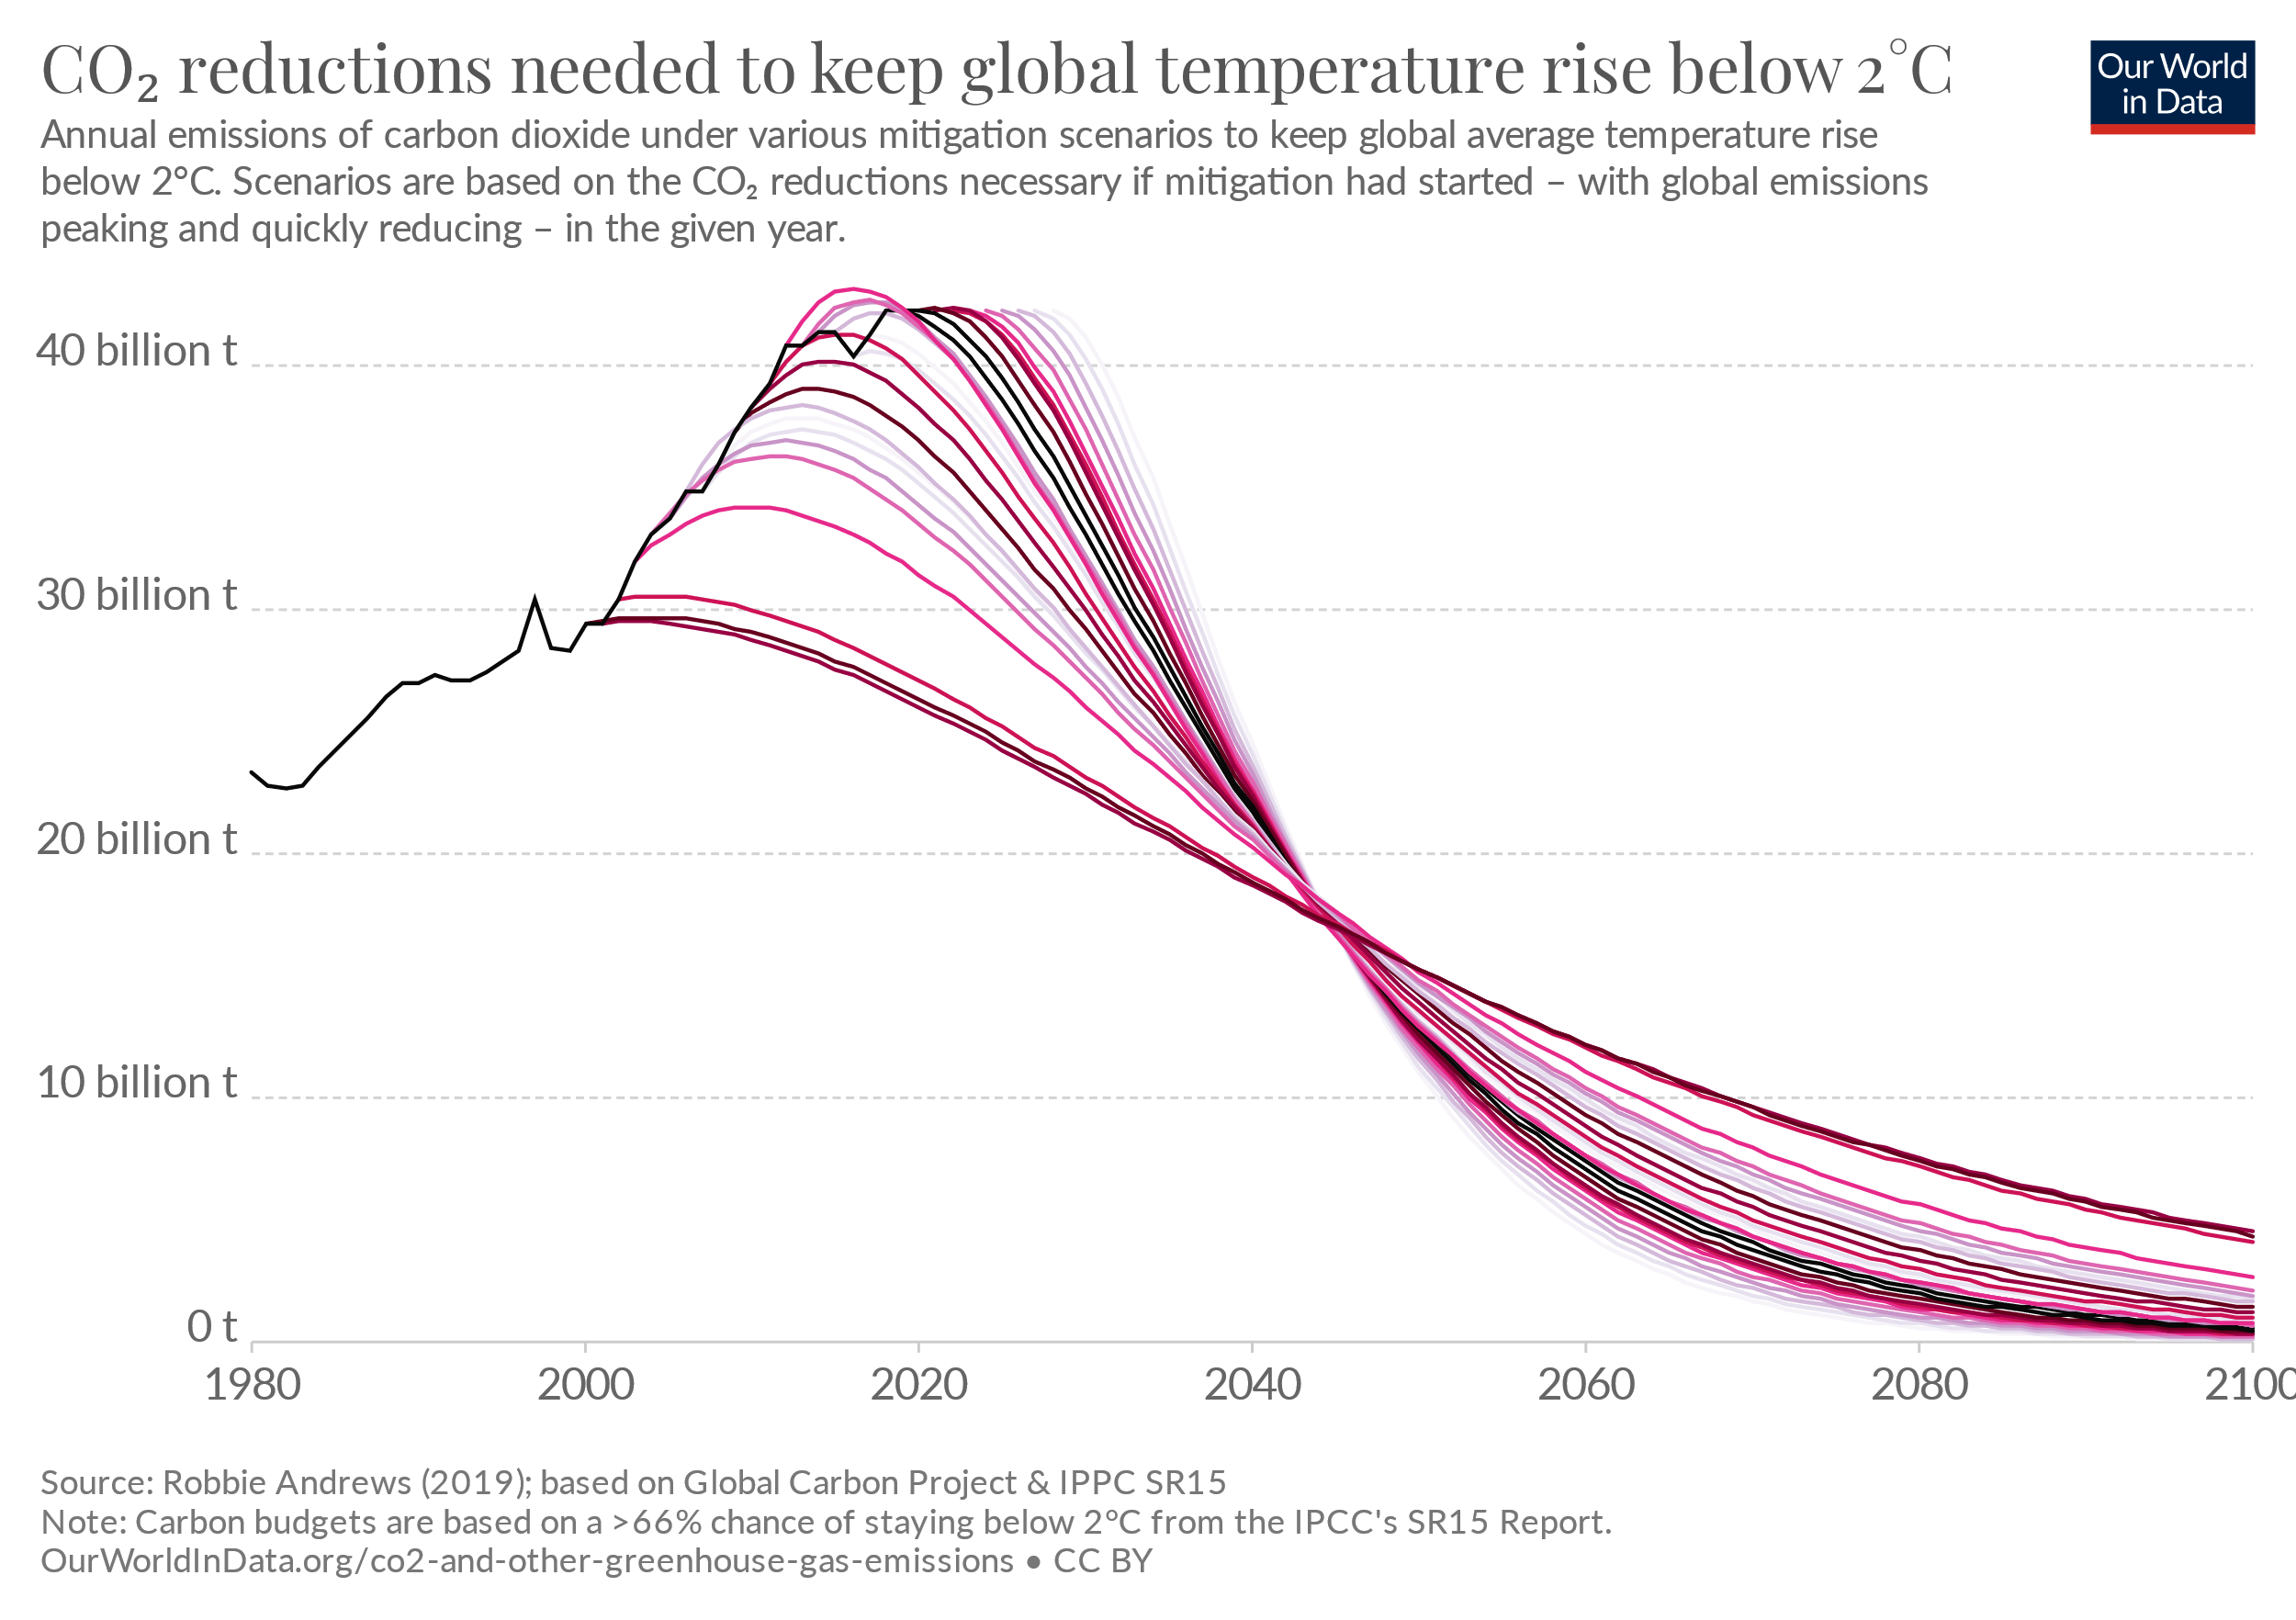 CO₂ reductions needed to keep global temperature rise below 2°C
Our World
in Data
Annual emissions of carbon dioxide under various mitigation scenarios to keep global average temperature rise
below 2°C. Scenarios are based on the CO₂ reductions necessary if mitigation had started – with global emissions
peaking and quickly reducing – in the given year.
40 billion t
30 billion t
20 billion t
10 billion t
0 t
1980 2000 2020 2040 2060 2080 2100
Source: Robbie Andrews (2019); based on Global Carbon Project & IPPC SR15
Note: Carbon budgets are based on a >66% chance of staying below 2°C from the IPCC's SR15 Report.
OurWorldInData.org/co2-and-other-greenhouse-gas-emissions • CC BY